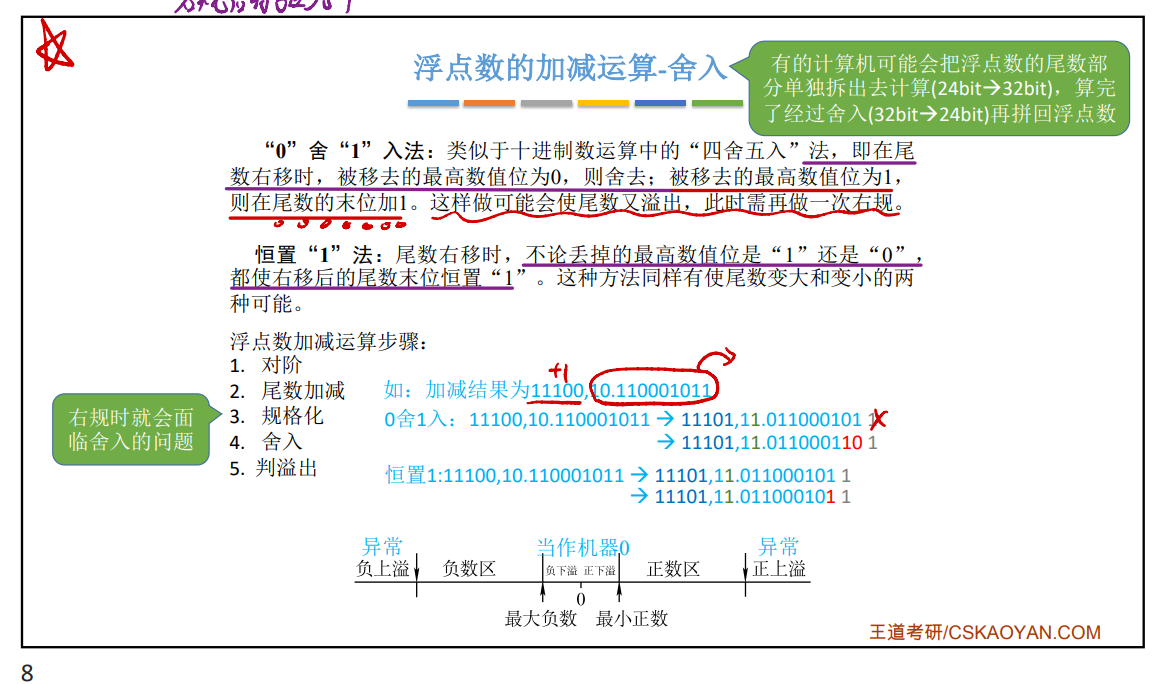 浮点数的加减运算-舍入
有的计算机可能会把浮点数的尾数部
分单独拆出去计算(24bit→32bit)，算完
了经过舍入(32bit→24bit)再拼回浮点数
“0”舍“1”入法：类似于十进制数运算中的“四舍五入”法，即在尾
数右移时，被移去的最高数值位为0，则舍去；被移去的最高数值位为1，
则在尾数的末位加1。这样做可能会使尾数又溢出，此时需再做一次右规。
恒置“1”法：尾数右移时，不论丢掉的最高数值位是“1”还是“0”，
都使右移后的尾数末位恒置“1”。这种方法同样有使尾数变大和变小的两
种可能。
浮点数加减运算步骤：
1. 对阶
2. 尾数加减
3. 规格化
4. 舍入
5. 判溢出
右规时就会面
临舍入的问题
+1
如：加减结果为11100,10.110001011
0舍1入：11100,10.110001011 → 11101,11.011000101 1
→ 11101,11.011000110 1
恒置1:11100,10.110001011 → 11101,11.011000101 1
→ 11101,11.011000101 1
异常 当作机器0 异常
负上溢 负数区 负下溢 正下溢 正数区 正上溢
0
最大负数 最小正数
王道考研/CSKAOYAN.COM
8